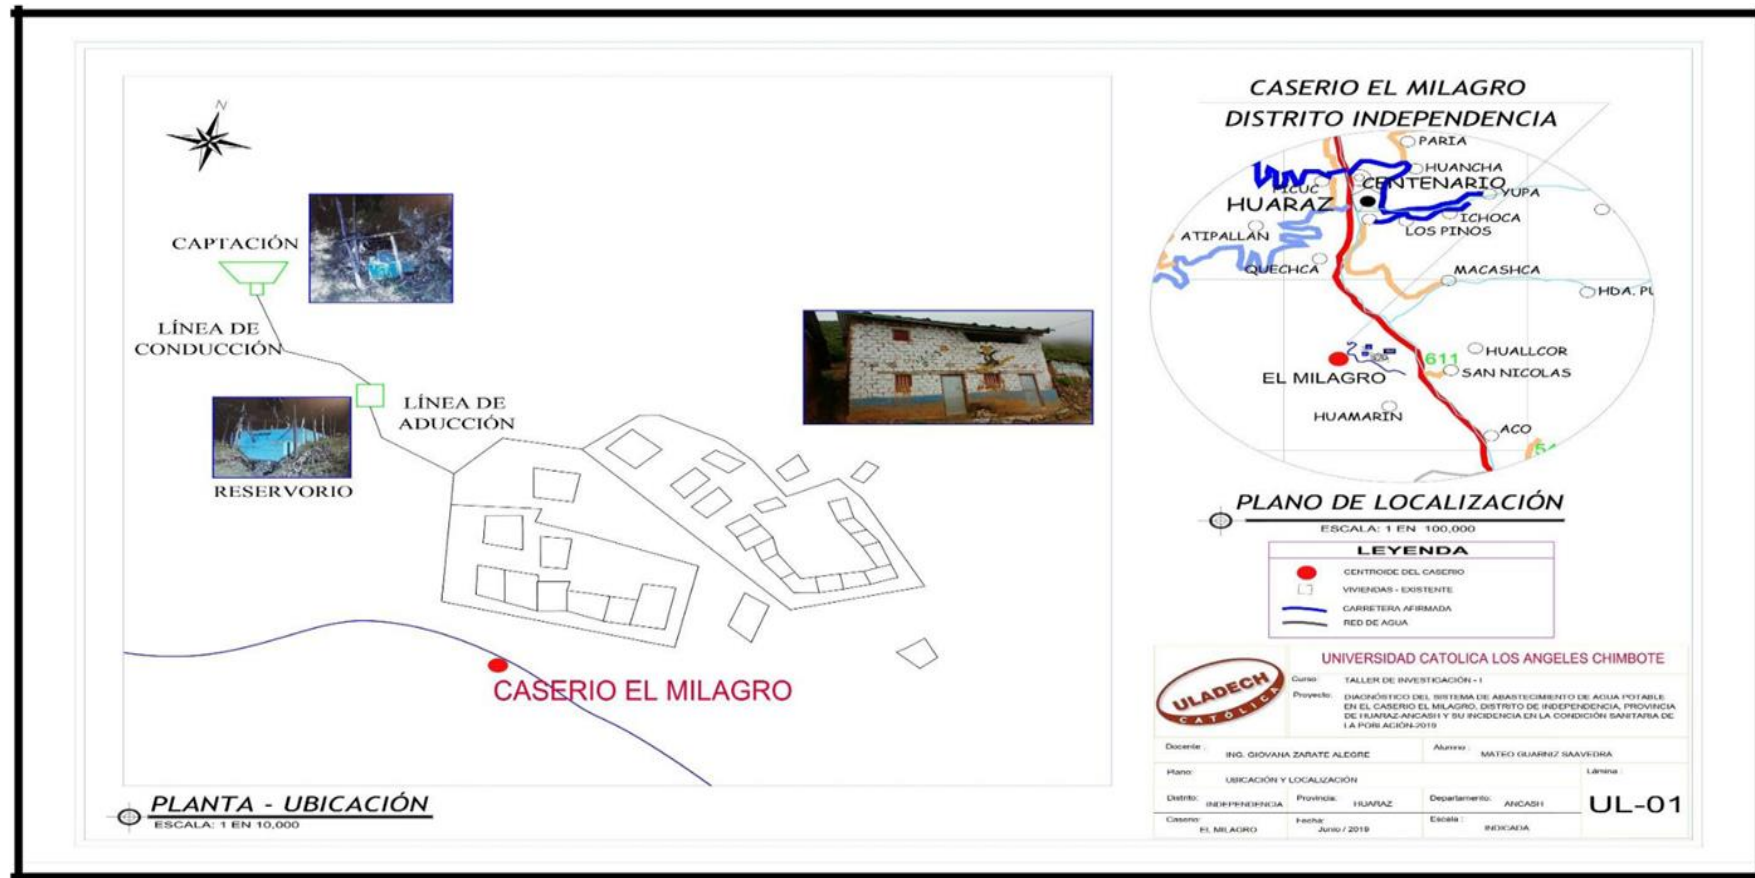 N
CAPTACIÓN
LÍNEA DE
CONDUCCIÓN
LÍNEA DE
ADUCCIÓN
RESERVORIO
CASERIO EL MILAGRO
PLANTA - UBICACIÓN
ESCALA: 1 EN 10,000
CASERIO EL MILAGRO
DISTRITO INDEPENDENCIA
PARIA
HUANCHA
PICUC
CENTENARIO
YUPA
HUARAZ
ICHOCA
ATIPALLAN
LOS PINOS
QUECHCA
MACASHCA
HDA. PU
HUALLCOR
611
EL MILAGRO
SAN NICOLAS
HUAMARIN
ACO
54
PLANO DE LOCALIZACIÓN
ESCALA: 1 EN 100,000
LEYENDA
CENTROIDE DEL CASERIO
VIVIENDAS - EXISTENTE
CARRETERA AFIRMADA
RED DE AGUA
ULADECH
CATÓLICA
UNIVERSIDAD CATOLICA LOS ANGELES CHIMBOTE
Curso: TALLER DE INVESTIGACIÓN - I
Proyecto: DIAGNÓSTICO DEL SISTEMA DE ABASTECIMIENTO DE AGUA POTABLE
EN EL CASERIO EL MILAGRO, DISTRITO DE INDEPENDENCIA, PROVINCIA
DE HUARAZ-ANCASH Y SU INCIDENCIA EN LA CONDICIÓN SANITARIA DE
LA POBLACIÓN-2019
Docente : ING. GIOVANA ZARATE ALEGRE
Alumno : MATEO GUARNIZ SAAVEDRA
Plano: UBICACIÓN Y LOCALIZACIÓN
Lámina :
UL-01
Distrito: INDEPENDENCIA
Provincia: HUARAZ
Departamento: ANCASH
Caserio: EL MILAGRO
Fecha: Junio / 2019
Escala : INDICADA